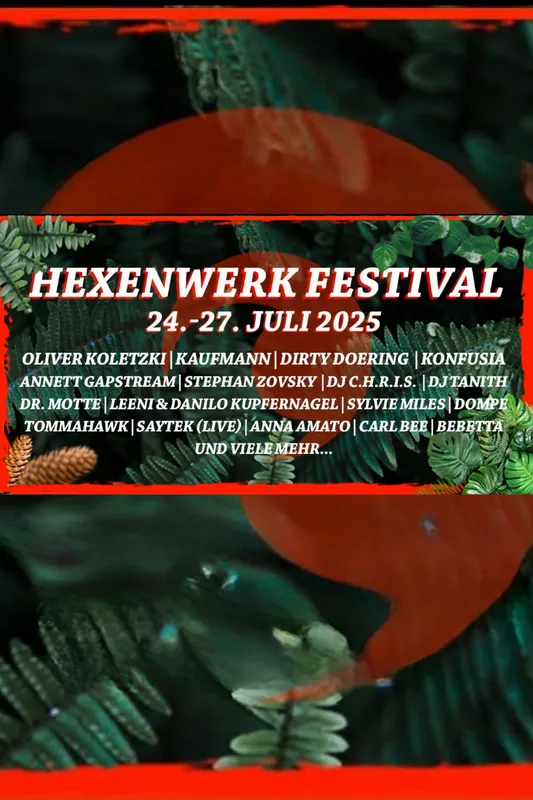 HEXENWERK FESTIVAL
24.-27. JULI 2025
OLIVER KOLETZKI | KAUFMANN | DIRTY DOERING | KONFUSIA
ANNETT GAPSTREAM | STEPHAN ZOVSKY | DJ C.H.R.I.S. | DJ TANITH
DR. MOTTE | LEENI & DANILO KUPFERNAGEL | SYLVIE MILES | DOMPE
TOMMAHAWK | SAYTEK (LIVE) | ANNA AMATO | CARL BEE | BEBETTA
UND VIELE MEHR...